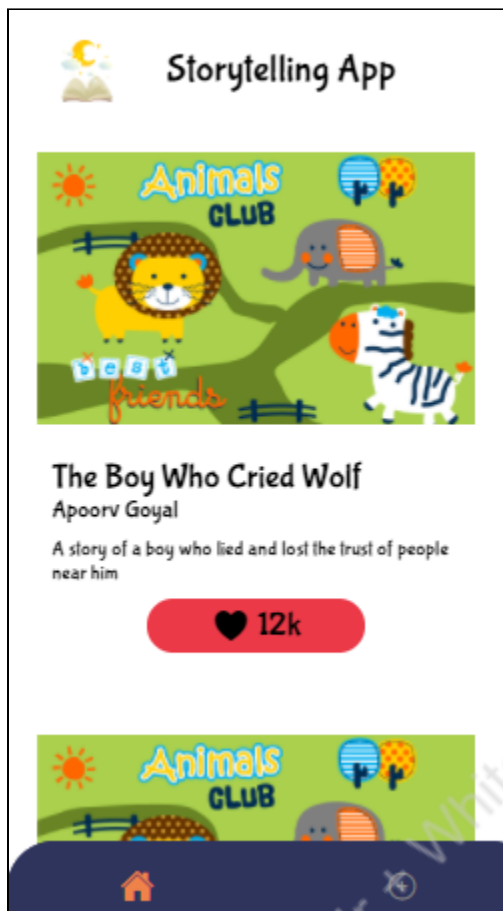 Storytelling App
Animals
CLUB
best
friends
The Boy Who Cried Wolf
Apoorv Goyal
A story of a boy who lied and lost the trust of people
near him
12k
Animals
CLUB